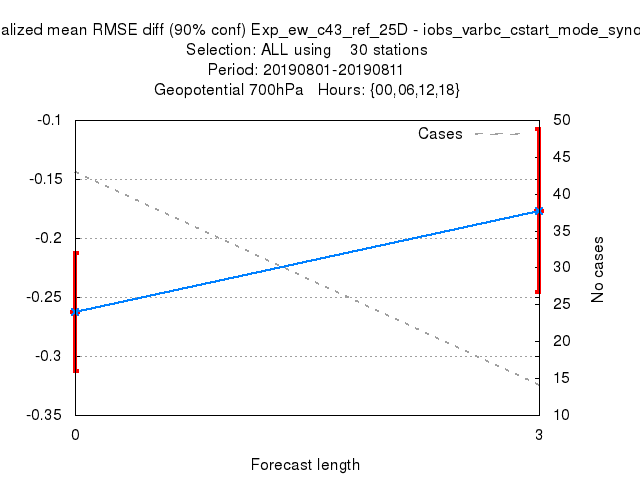 alized mean RMSE diff (90% conf) Exp_ew_c43_ref_25D - iobs_varbc_cstart_mode_sync
Selection: ALL using 30 stations
Period: 20190801-20190811
Geopotential 700hPa Hours: {00,06,12,18}
Cases
-0.1
-0.15
-0.2
-0.25
-0.3
-0.35
50
45
40
35
30
25
20
15
10
No cases
0
3
Forecast length